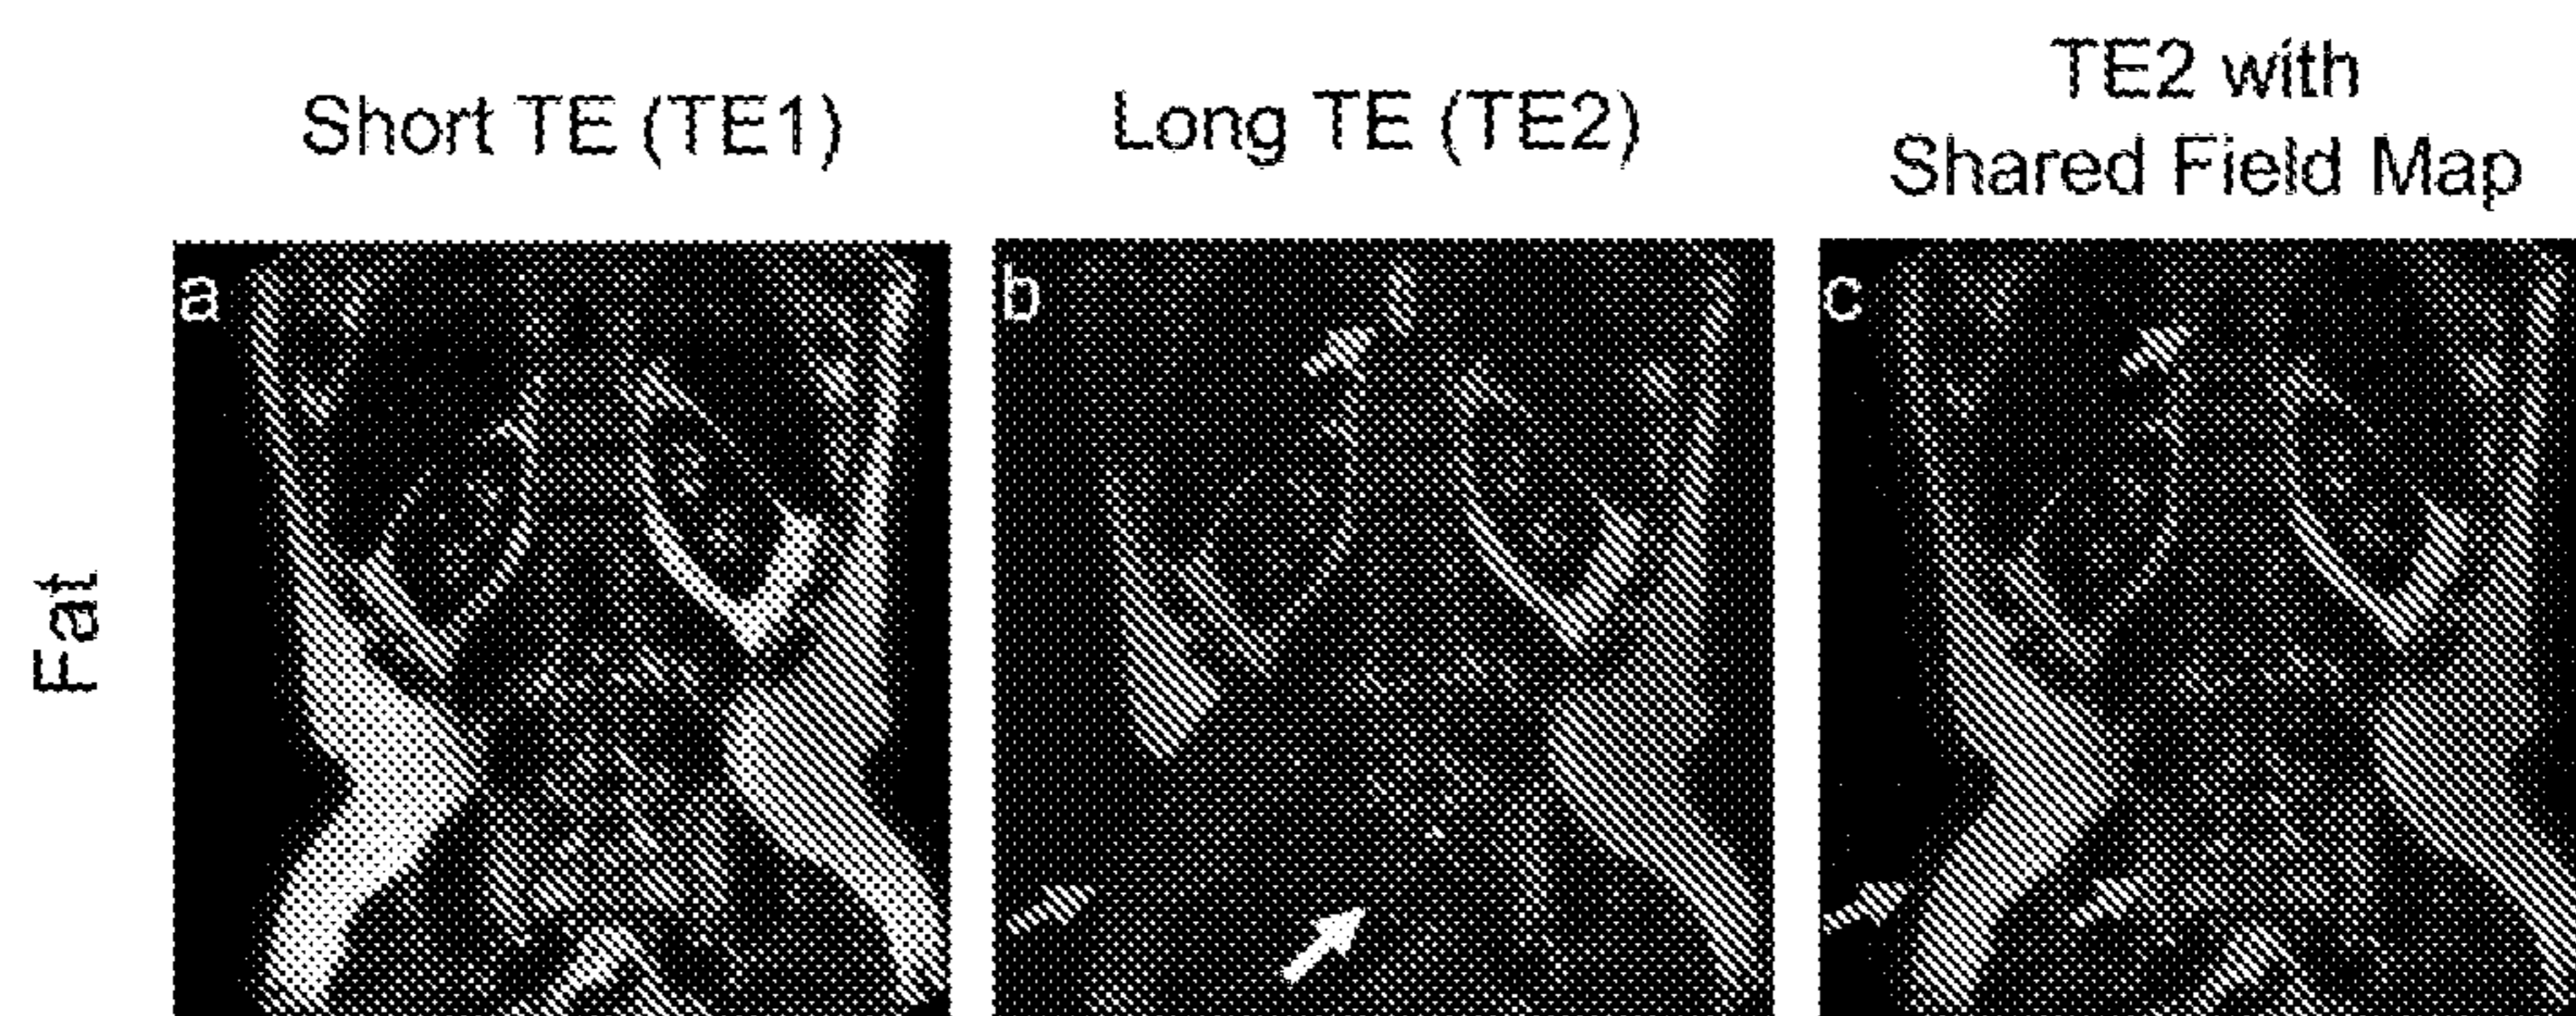 Short TE (TE1)
Long TE (TE2)
TE2 with
Shared Field Map
Fat
a
b
c